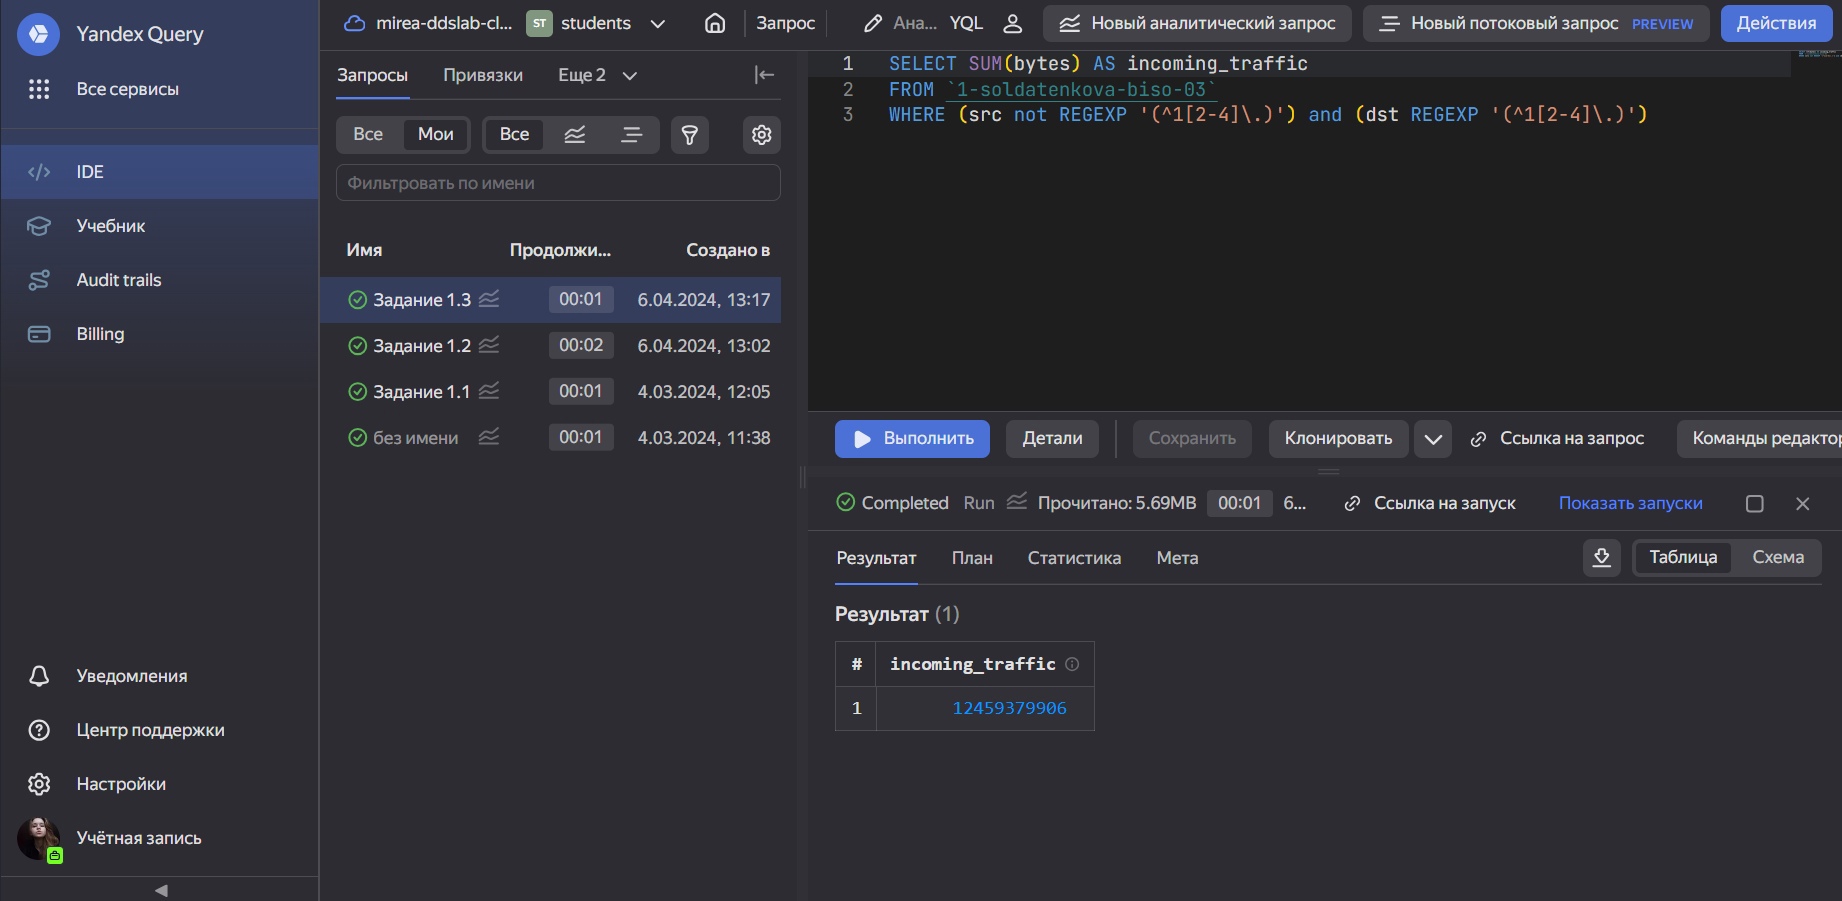 Yandex Query
Все сервисы
IDE
Учебник
Audit trails
Billing
Уведомления
Центр поддержки
Настройки
Учётная запись
mirea-ddslab-cl... ST students
Запрос
Ана... YQL
Новый аналитический запрос
Новый потоковый запрос PREVIEW
Действия
Запросы Привязки Еще 2
Все Мои Все
Фильтровать по имени
Имя Продолжи... Создано в
Задание 1.3 00:01 6.04.2024, 13:17
Задание 1.2 00:02 6.04.2024, 13:02
Задание 1.1 00:01 4.03.2024, 12:05
без имени 00:01 4.03.2024, 11:38
1 SELECT SUM(bytes) AS incoming_traffic
2 FROM `1-soldatenkova-biso-03`
3 WHERE (src not REGEXP '(^1[2-4]\.)') and (dst REGEXP '(^1[2-4]\.)')
Выполнить Детали Сохранить Клонировать Ссылка на запрос Команды редактор
Completed Run Прочитано: 5.69MB 00:01 6... Ссылка на запуск Показать запуски
Результат План Статистика Мета Таблица Схема
Результат (1)
# incoming_traffic
1 12459379906